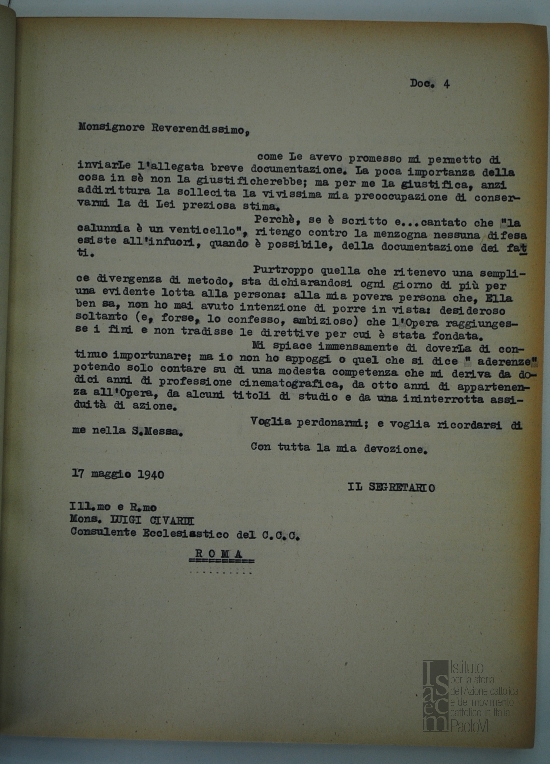 Doc. 4
Monsignore Reverendissimo,
come Le avevo promesso mi permetto di
inviarLe l'allegata breve documentazione. La poca importanza della
cosa in sè non la giustificherebbe; ma per me la giustifica, anzi
addirittura la sollecita la vivissima mia preoccupazione di conser-
varmi la di Lei preziosa stima.
Perchè, se è scritto e...cantato che "la
calunnia è un venticello", ritengo contro la menzogna nessuna difesa
esiste all'infuori, quando è possibile, della documentazione dei fat
ti.
Purtroppo quella che ritenevo una sempli-
ce divergenza di metodo, sta dichiarandosi ogni giorno di più per
una evidente lotta alla persona: alla mia povera persona che, Ella
ben sa, non ho mai avuto intenzione di porre in vista: desideroso
soltanto (e, forse, lo confesso, ambizioso) che l'Opera raggiunges-
se i fini e non tradisse le direttive per cui è stata fondata.
Mi spiace immensamente di doverLa di con-
tinuo importunare; ma io non ho appoggi o quel che si dice " aderenze"
potendo solo contare su di una modesta competenza che mi deriva da do-
dici anni di professione cinematografica, da otto anni di appartenen-
za all'Opera, da alcuni titoli di studio e da una ininterrotta assi-
duità di azione.
Voglia perdonarmi; e voglia ricordarsi di
me nella S.Messa.
Con tutta la mia devozione.
17 maggio 1940
IL SEGRETARIO
Ill.mo e R.mo
Mons. LUIGI CIVARDI
Consulente Ecclesiastico del C.C.C.
R O M A
Isacem
Istituto
per la storia
dell'Azione cattolica
e del movimento
cattolico in Italia
Paolo VI